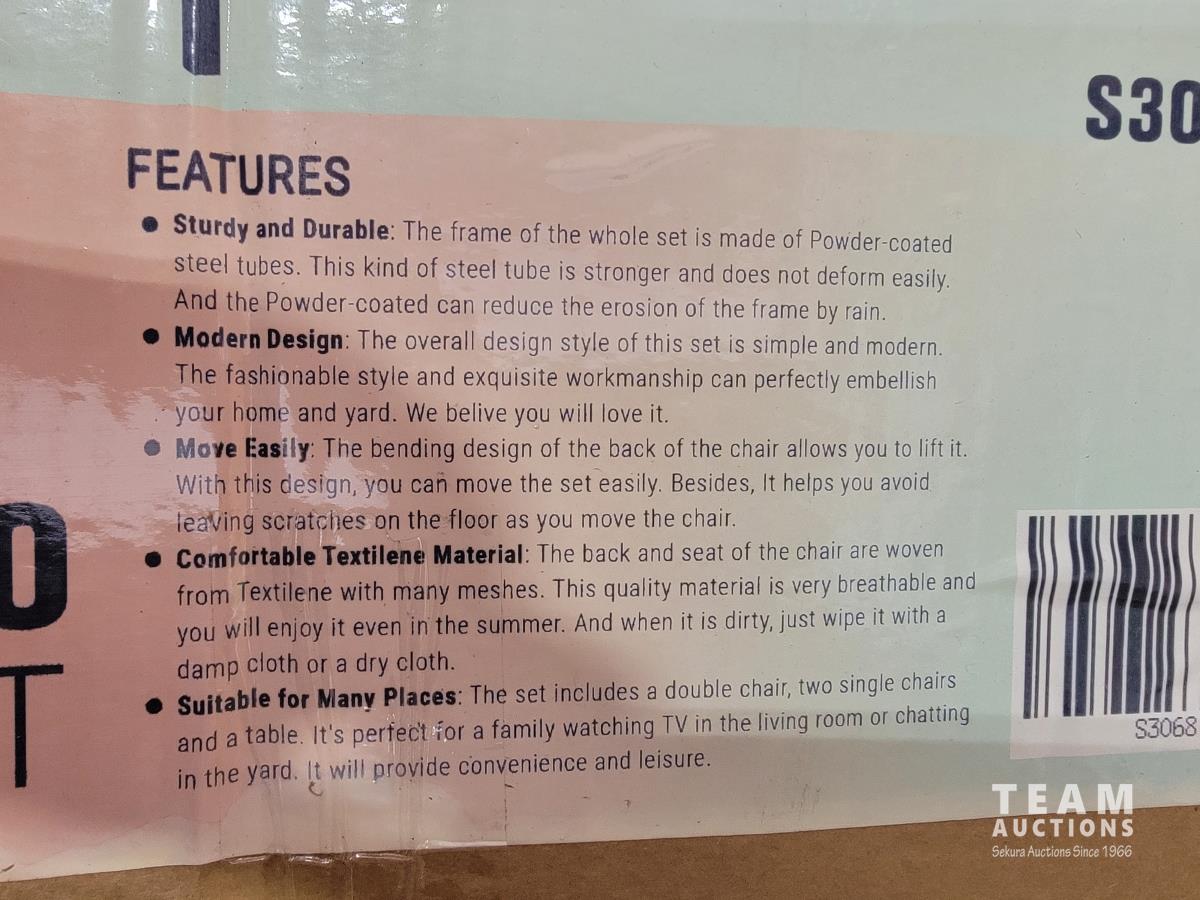 S30
FEATURES
● Sturdy and Durable: The frame of the whole set is made of Powder-coated
steel tubes. This kind of steel tube is stronger and does not deform easily.
And the Powder-coated can reduce the erosion of the frame by rain.
● Modern Design: The overall design style of this set is simple and modern.
The fashionable style and exquisite workmanship can perfectly embellish
your home and yard. We belive you will love it.
● Move Easily: The bending design of the back of the chair allows you to lift it.
With this design, you can move the set easily. Besides, It helps you avoid
leaving scratches on the floor as you move the chair.
● Comfortable Textilene Material: The back and seat of the chair are woven
from Textilene with many meshes. This quality material is very breathable and
you will enjoy it even in the summer. And when it is dirty, just wipe it with a
damp cloth or a dry cloth.
● Suitable for Many Places: The set includes a double chair, two single chairs
and a table. It's perfect for a family watching TV in the living room or chatting
in the yard. It will provide convenience and leisure.
O
T
S3068
TEAM
AUCTIONS
Sekura Auctions Since 1966